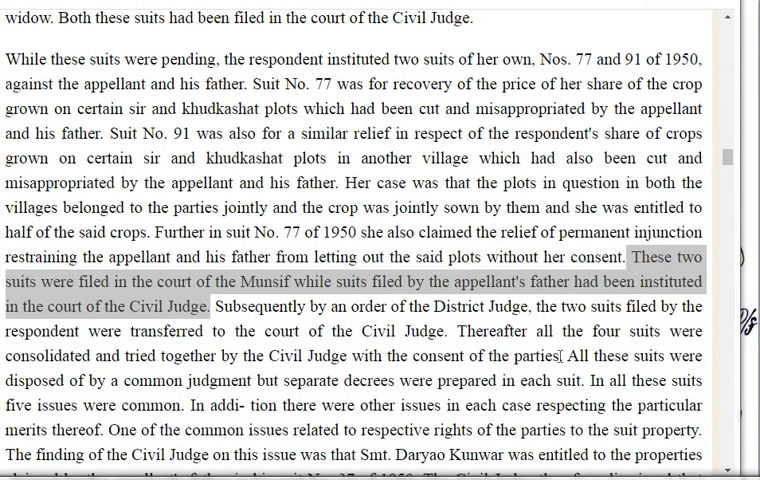 widow. Both these suits had been filed in the court of the Civil Judge.
While these suits were pending, the respondent instituted two suits of her own, Nos. 77 and 91 of 1950,
against the appellant and his father. Suit No. 77 was for recovery of the price of her share of the crop
grown on certain sir and khudkashat plots which had been cut and misappropriated by the appellant
and his father. Suit No. 91 was also for a similar relief in respect of the respondent's share of crops
grown on certain sir and khudkashat plots in another village which had also been cut and
misappropriated by the appellant and his father. Her case was that the plots in question in both the
villages belonged to the parties jointly and the crop was jointly sown by them and she was entitled to
half of the said crops. Further in suit No. 77 of 1950 she also claimed the relief of permanent injunction
restraining the appellant and his father from letting out the said plots without her consent. These two
suits were filed in the court of the Munsif while suits filed by the appellant's father had been instituted
in the court of the Civil Judge. Subsequently by an order of the District Judge, the two suits filed by the
respondent were transferred to the court of the Civil Judge. Thereafter all the four suits were
consolidated and tried together by the Civil Judge with the consent of the parties. All these suits were
disposed of by a common judgment but separate decrees were prepared in each suit. In all these suits
five issues were common. In addi- tion there were other issues in each case respecting the particular
merits thereof. One of the common issues related to respective rights of the parties to the suit property.
The finding of the Civil Judge on this issue was that Smt. Daryao Kunwar was entitled to the properties